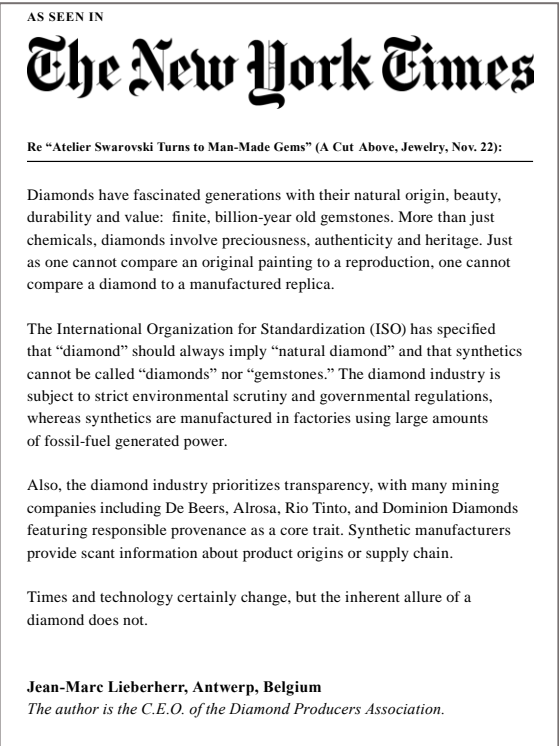 AS SEEN IN
The New York Times
Re “Atelier Swarovski Turns to Man-Made Gems” (A Cut Above, Jewelry, Nov. 22):
Diamonds have fascinated generations with their natural origin, beauty,
durability and value:  finite, billion-year old gemstones. More than just
chemicals, diamonds involve preciousness, authenticity and heritage. Just
as one cannot compare an original painting to a reproduction, one cannot
compare a diamond to a manufactured replica.
The International Organization for Standardization (ISO) has specified
that “diamond” should always imply “natural diamond” and that synthetics
cannot be called “diamonds” nor “gemstones.” The diamond industry is
subject to strict environmental scrutiny and governmental regulations,
whereas synthetics are manufactured in factories using large amounts
of fossil-fuel generated power.
Also, the diamond industry prioritizes transparency, with many mining
companies including De Beers, Alrosa, Rio Tinto, and Dominion Diamonds
featuring responsible provenance as a core trait. Synthetic manufacturers
provide scant information about product origins or supply chain.
Times and technology certainly change, but the inherent allure of a
diamond does not.
Jean-Marc Lieberherr, Antwerp, Belgium
The author is the C.E.O. of the Diamond Producers Association.